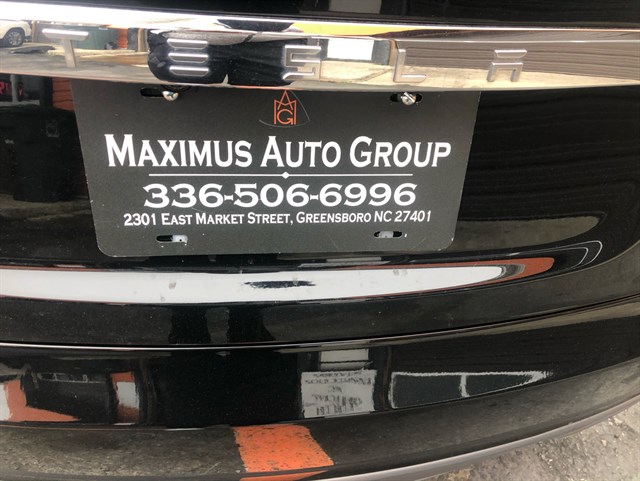 TESLA
MAG
MAXIMUS AUTO GROUP
336-506-6996
2301 EAST MARKET STREET, GREENSBORO NC 27401